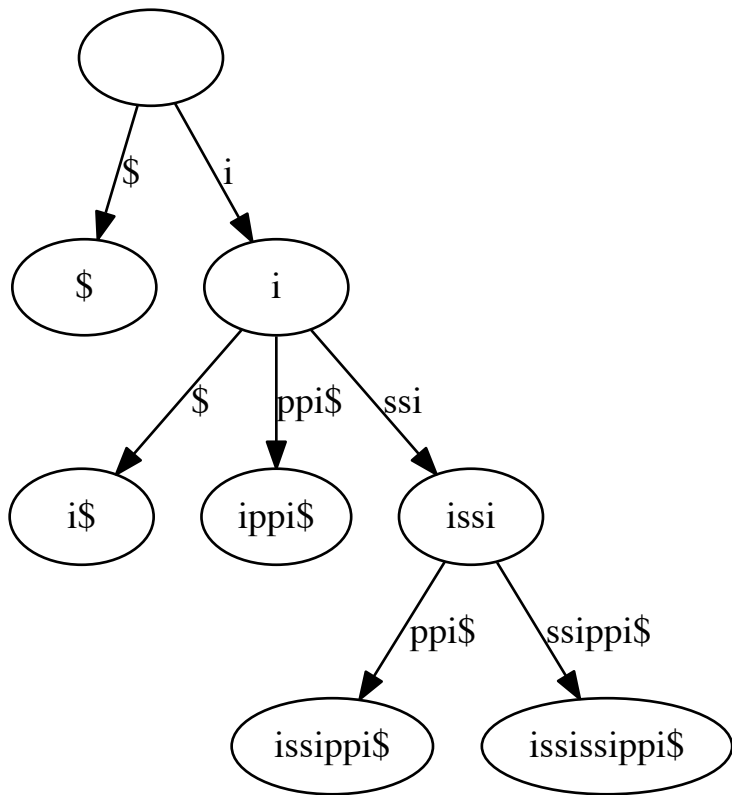 $ i
$ i
$ ppi$ ssi
i$ ippi$ issi
ppi$ ssippi$
issippi$ ississippi$